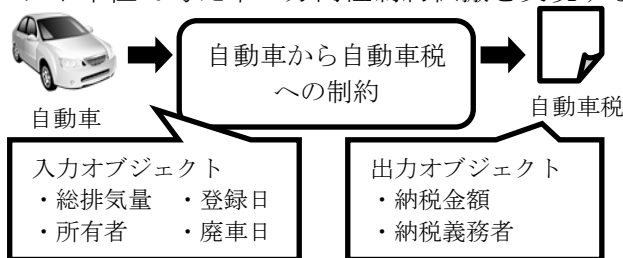 自動車から自動車税
への制約
自動車
自動車税
入力オブジェクト
・総排気量 ・登録日
・所有者 ・廃車日
出力オブジェクト
・納税金額
・納税義務者